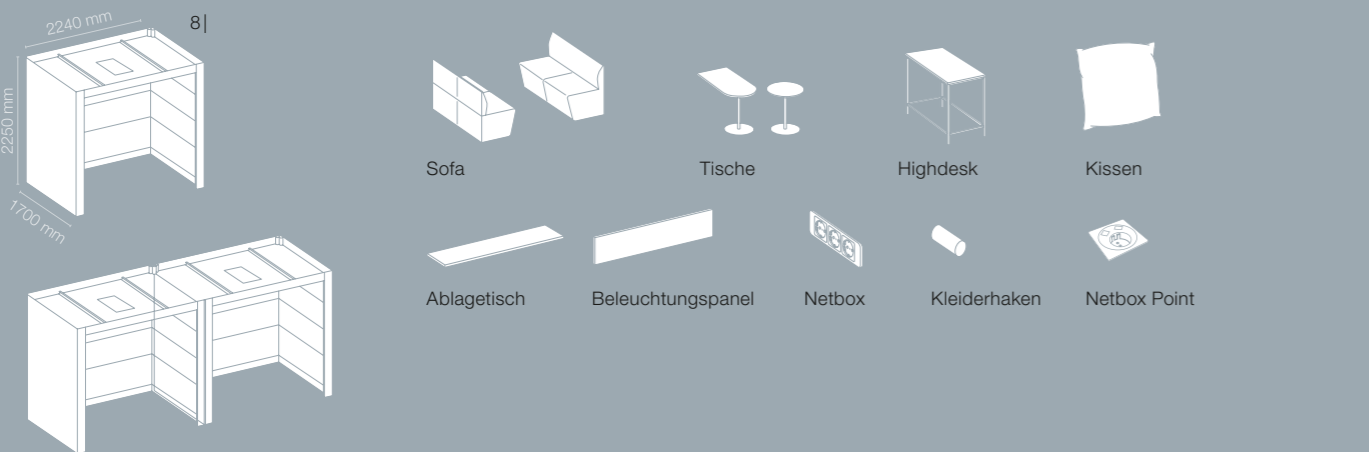 2240 mm
8|
2250 mm
1700 mm
Sofa
Tische
Highdesk
Kissen
Ablagetisch
Beleuchtungspanel
Netbox
Kleiderhaken
Netbox Point